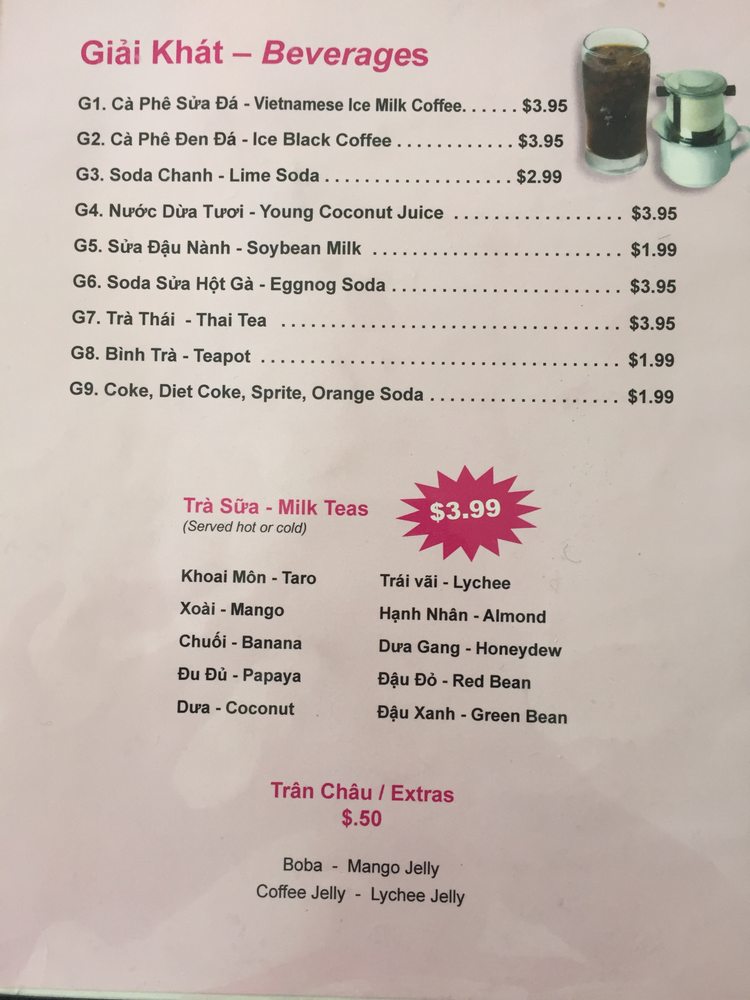 Giải Khát – Beverages
G1. Cà Phê Sửa Đá - Vietnamese Ice Milk Coffee. . . . . . $3.95
G2. Cà Phê Đen Đá - Ice Black Coffee . . . . . . . . . . . . $3.95
G3. Soda Chanh - Lime Soda . . . . . . . . . . . . . . . . . . . $2.99
G4. Nước Dừa Tươi - Young Coconut Juice . . . . . . . . . . . . . . . . . $3.95
G5. Sửa Đậu Nành - Soybean Milk . . . . . . . . . . . . . . . . . . . . . . . . . $1.99
G6. Soda Sửa Hột Gà - Eggnog Soda . . . . . . . . . . . . . . . . . . . . . . . $3.95
G7. Trà Thái - Thai Tea . . . . . . . . . . . . . . . . . . . . . . . . . . . . . . . . . . $3.95
G8. Bình Trà - Teapot . . . . . . . . . . . . . . . . . . . . . . . . . . . . . . . . . . . . $1.99
G9. Coke, Diet Coke, Sprite, Orange Soda . . . . . . . . . . . . . . . . . . . $1.99
Trà Sữa - Milk Teas
(Served hot or cold)
$3.99
Khoai Môn - Taro
Xoài - Mango
Chuối - Banana
Đu Đủ - Papaya
Dưa - Coconut
Trái vãi - Lychee
Hạnh Nhân - Almond
Dưa Gang - Honeydew
Đậu Đỏ - Red Bean
Đậu Xanh - Green Bean
Trân Châu / Extras
$.50
Boba - Mango Jelly
Coffee Jelly - Lychee Jelly